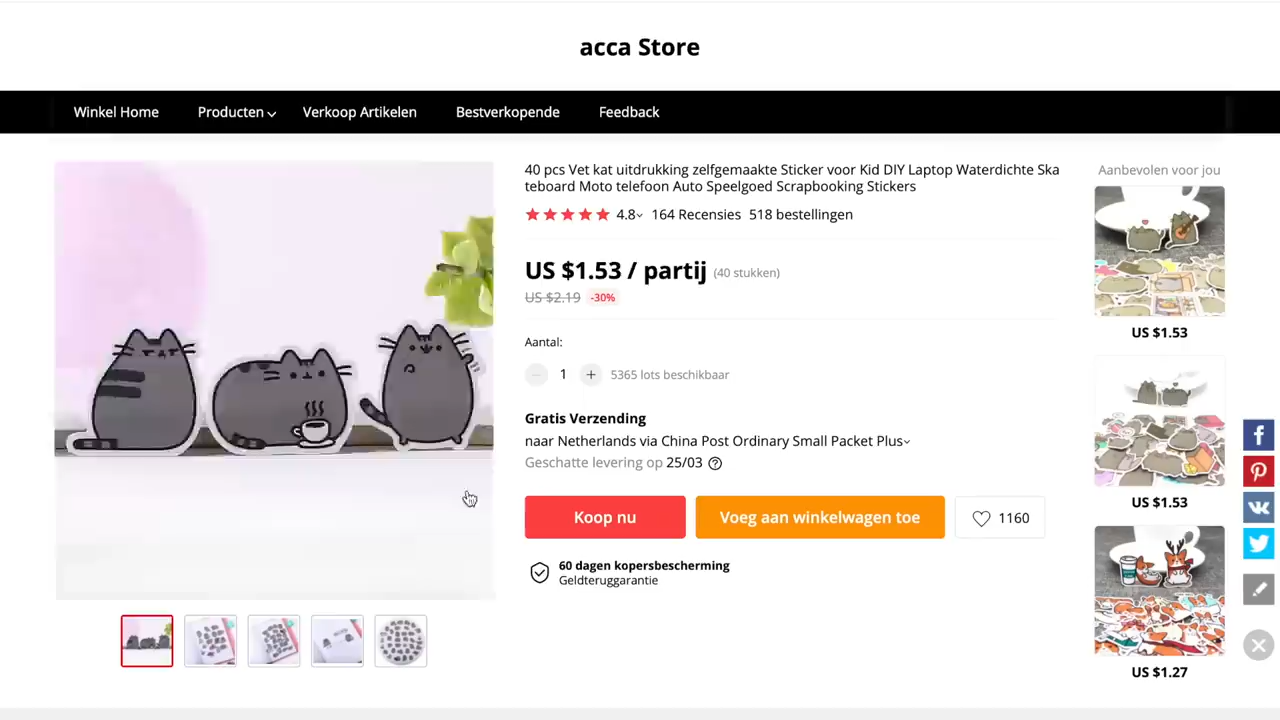 acca Store
Winkel Home Producten Verkoop Artikelen Bestverkopende Feedback
40 pcs Vet kat uitdrukking zelfgemaakte Sticker voor Kid DIY Laptop Waterdichte Ska
teboard Moto telefoon Auto Speelgoed Scrapbooking Stickers
4.8 164 Recensies 518 bestellingen
US $1.53 / partij (40 stukken)
US $2.19 -30%
Aantal:
1 5365 lots beschikbaar
Gratis Verzending
naar Netherlands via China Post Ordinary Small Packet Plus
Geschatte levering op 25/03
Koop nu Voeg aan winkelwagen toe 1160
60 dagen kopersbescherming
Geldteruggarantie
Aanbevolen voor jou
US $1.53
US $1.53
US $1.27